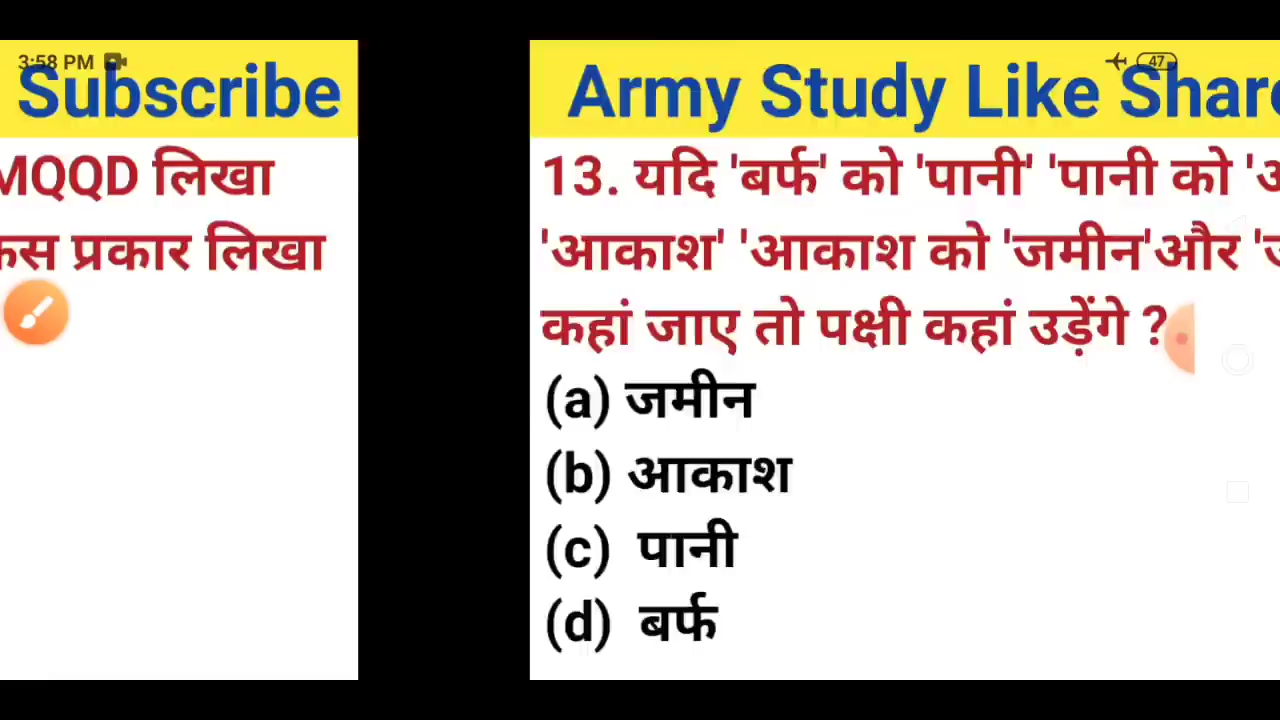 3:58 PM
47
Subscribe
MQQD लिखा
प्रकार लिखा
Army Study Like Share
13. यदि 'बर्फ' को 'पानी' 'पानी को
'आकाश' 'आकाश को 'जमीन'और
कहां जाए तो पक्षी कहां उड़ेंगे ?
(a) जमीन
(b) आकाश
(c) पानी
(d) बर्फ